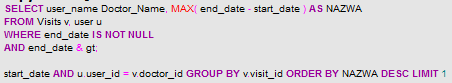 SELECT user_name Doctor_Name, MAX( end_date - start_date ) AS NAZWA
FROM Visits v, user u
WHERE end_date IS NOT NULL
AND end_date & gt;
start_date AND u.user_id = v.doctor_id GROUP BY v.visit_id ORDER BY NAZWA DESC LIMIT 1